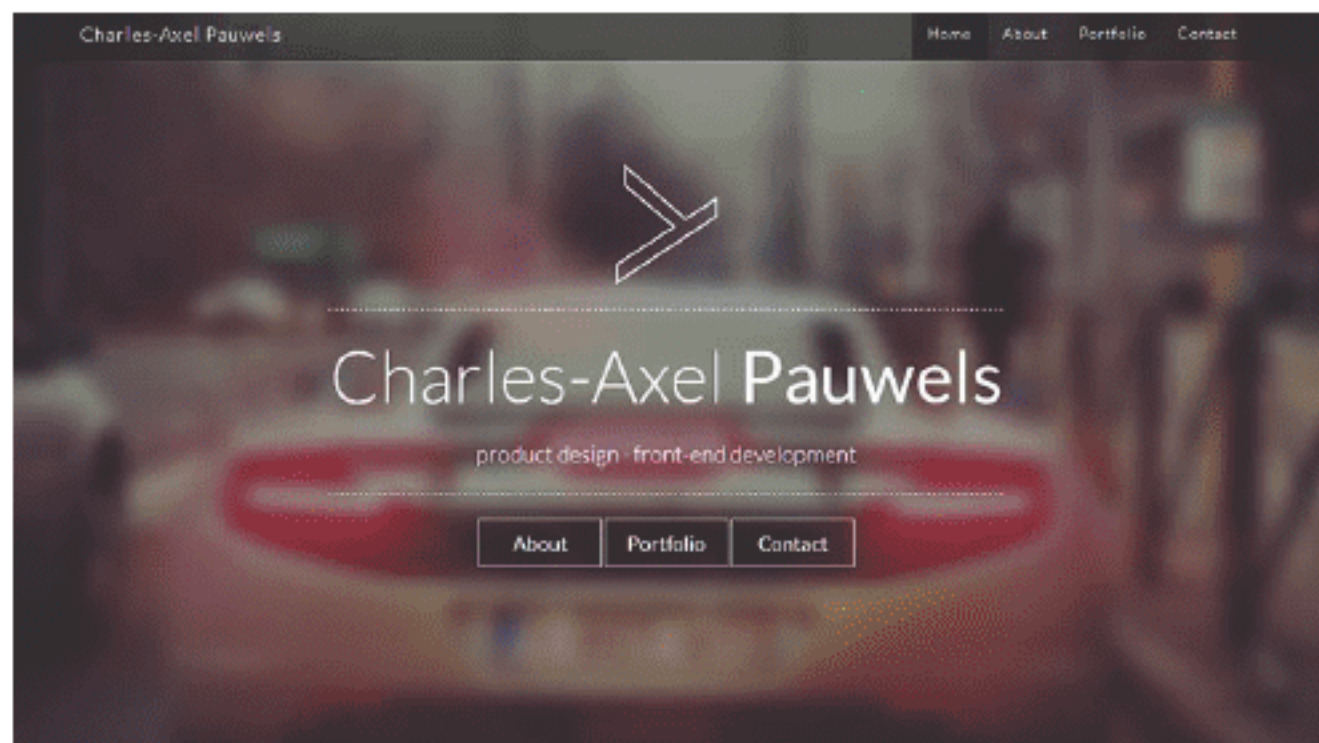 Charles-Axel Pauwels
Home About Portfolio Contact
Charles-Axel Pauwels
product design · front-end development
About Portfolio Contact